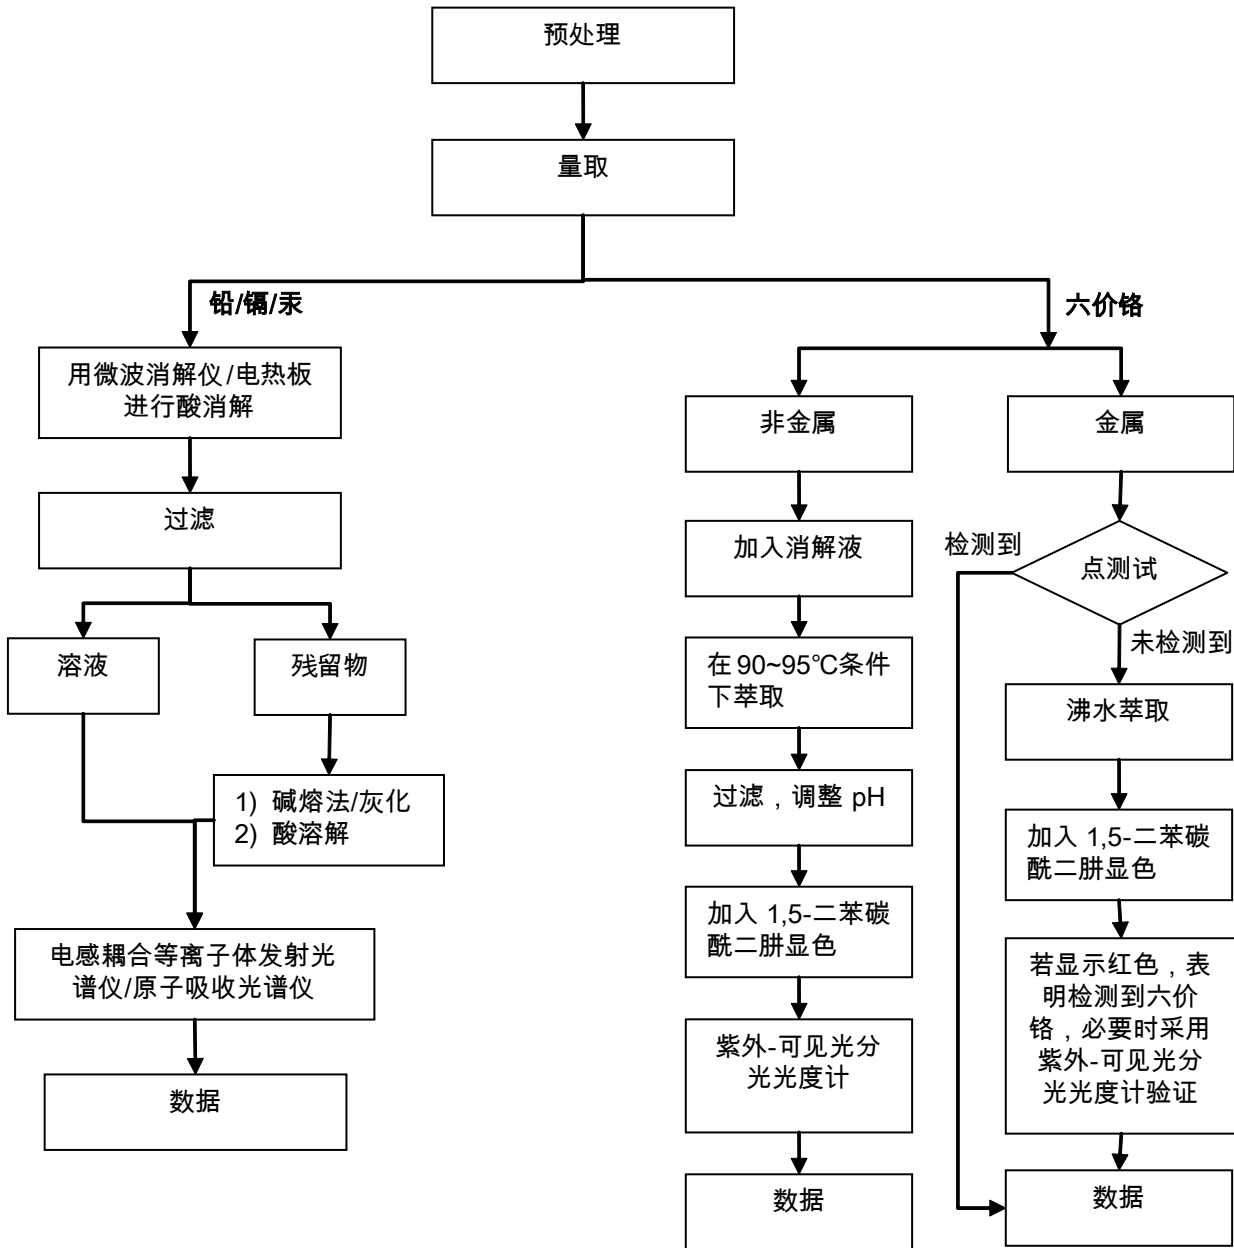 预处理
量取
铅/镉/汞
六价铬
用微波消解仪/电热板
进行酸消解
过滤
溶液
残留物
1) 碱熔法/灰化
2) 酸溶解
电感耦合等离子体发射光
谱仪/原子吸收光谱仪
数据
非金属
加入消解液
在 90~95℃条件
下萃取
过滤，调整 pH
加入 1,5-二苯碳
酰二肼显色
紫外-可见光分
光光度计
数据
金属
检测到
点测试
未检测到
沸水萃取
加入 1,5-二苯碳
酰二肼显色
若显示红色，表
明检测到六价
铬，必要时采用
紫外-可见光分
光光度计验证
数据